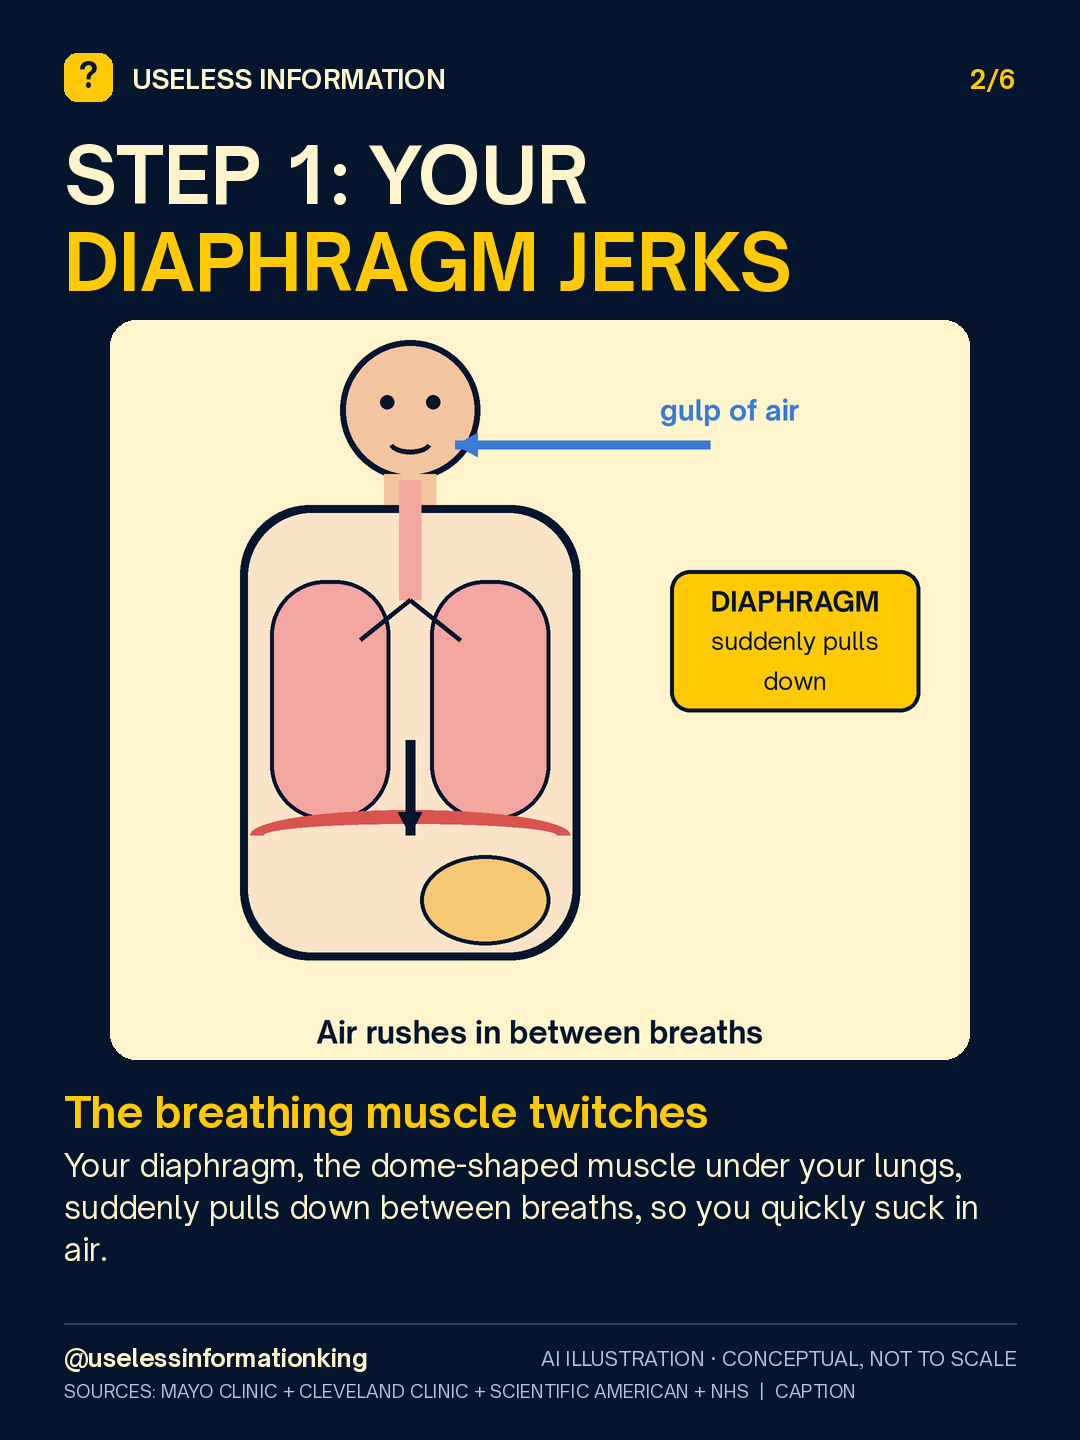 ?
USELESS INFORMATION
2/6
STEP 1: YOUR
DIAPHRAGM JERKS
gulp of air
DIAPHRAGM
suddenly pulls
down
Air rushes in between breaths
The breathing muscle twitches
Your diaphragm, the dome-shaped muscle under your lungs,
suddenly pulls down between breaths, so you quickly suck in
air.
@uselessinformationking
AI ILLUSTRATION · CONCEPTUAL, NOT TO SCALE
SOURCES: MAYO CLINIC + CLEVELAND CLINIC + SCIENTIFIC AMERICAN + NHS | CAPTION